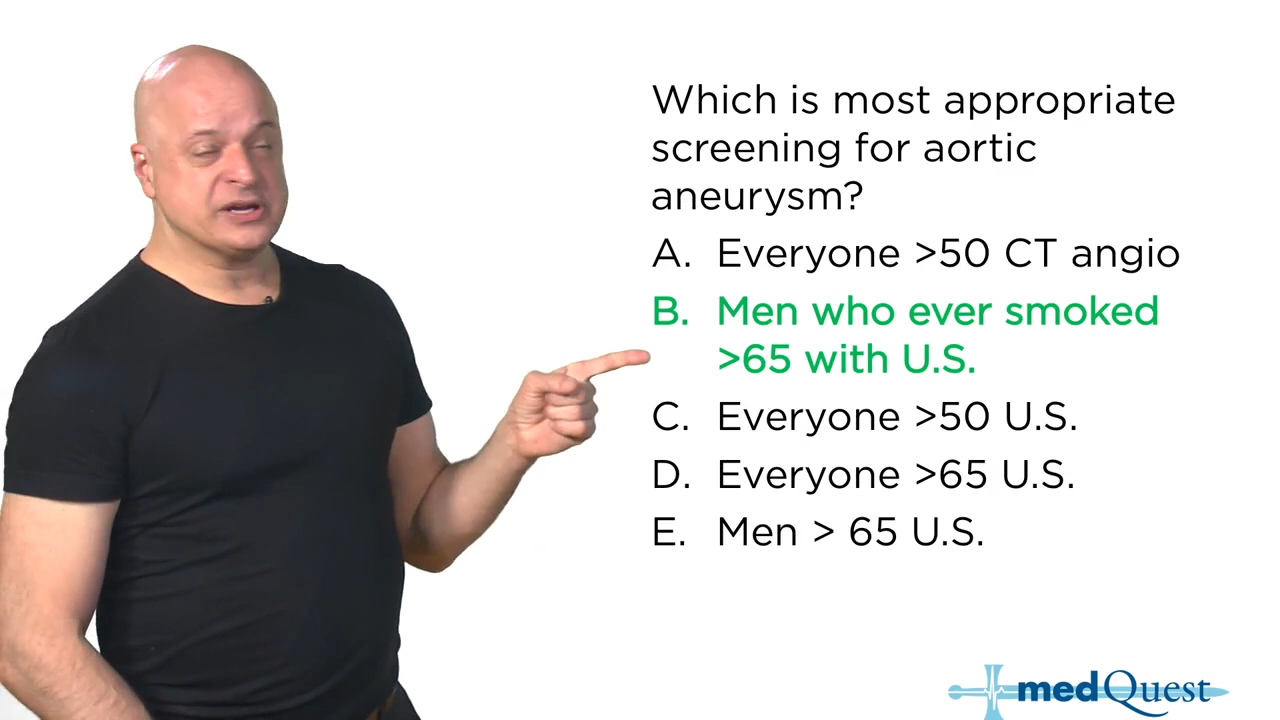 Which is most appropriate
screening for aortic
aneurysm?
A. Everyone >50 CT angio
B. Men who ever smoked
>65 with U.S.
C. Everyone >50 U.S.
D. Everyone >65 U.S.
E. Men > 65 U.S.
medQuest